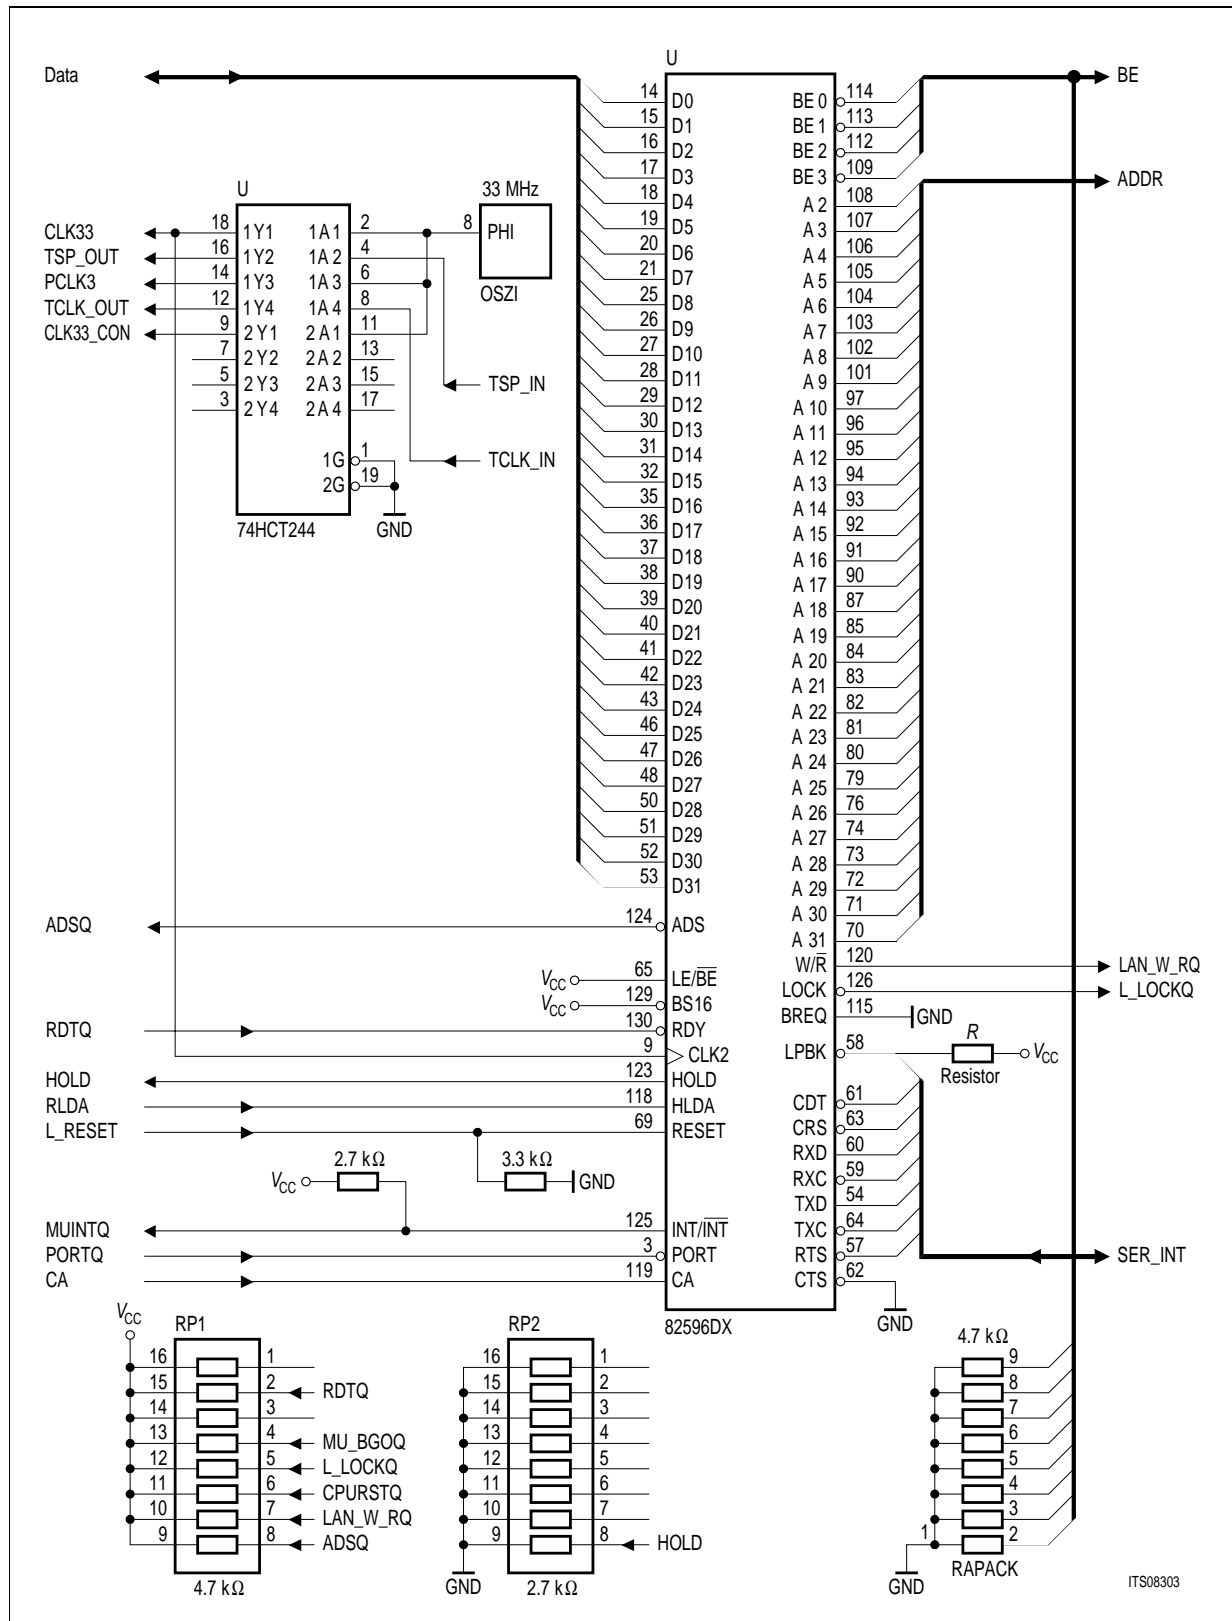 U
Data
BE
14 D0 BE 0 114
15 D1 BE 1 113
16 D2 BE 2 112
17 D3 BE 3 109
ADDR
18 D4 A 2 108
19 D5 A 3 107
20 D6 A 4 106
21 D7 A 5 105
25 D8 A 6 104
26 D9 A 7 103
27 D10 A 8 102
28 D11 A 9 101
29 D12 A 10 97
30 D13 A 11 96
31 D14 A 12 95
32 D15 A 13 94
35 D16 A 14 93
36 D17 A 15 92
37 D18 A 16 91
38 D19 A 17 90
39 D20 A 18 87
40 D21 A 19 85
41 D22 A 20 84
42 D23 A 21 83
43 D24 A 22 82
46 D25 A 23 81
47 D26 A 24 80
48 D27 A 25 79
50 D28 A 26 76
51 D29 A 27 74
52 D30 A 28 73
53 D31 A 29 72
A 30 71
A 31 70
U
33 MHz
CLK33 18 1Y1 1A1 2 8 PHI
TSP_OUT 16 1Y2 1A2 4
PCLK3 14 1Y3 1A3 6
OSZI
TCLK_OUT 12 1Y4 1A4 8
CLK33_CON 9 2Y1 2A1 11
7 2Y2 2A2 13
5 2Y3 2A3 15
TSP_IN
3 2Y4 2A4 17
1G 1
TCLK_IN
2G 19
74HCT244
GND
ADSQ 124 ADS
W/R̅ 120 LAN_W_RQ
VCC 65 LE/B̅E̅
LOCK 126 L_LOCKQ
VCC 129 BS16
BREQ 115 GND
RDTQ 130 RDY
9 CLK2
LPBK 58 R VCC
Resistor
HOLD 123 HOLD
RLDA 118 HLDA
CDT 61
L_RESET 69 RESET
CRS 63
RXD 60
2.7 kΩ
3.3 kΩ
VCC
GND
RXC 59
TXD 54
MUINTQ 125 INT/I̅N̅T̅
TXC 64
PORTQ 3 PORT
RTS 57 SER_INT
CA 119 CA
CTS 62
GND
82596DX
VCC
RP1
16 1
15 2 RDTQ
14 3
13 4 MU_BGOQ
12 5 L_LOCKQ
11 6 CPURSTQ
10 7 LAN_W_RQ
9 8 ADSQ
4.7 kΩ
RP2
16 1
15 2
14 3
13 4
12 5
11 6
10 7
9 8 HOLD
GND
2.7 kΩ
4.7 kΩ
9
8
7
6
5
4
3
1 2
RAPACK
GND
ITS08303